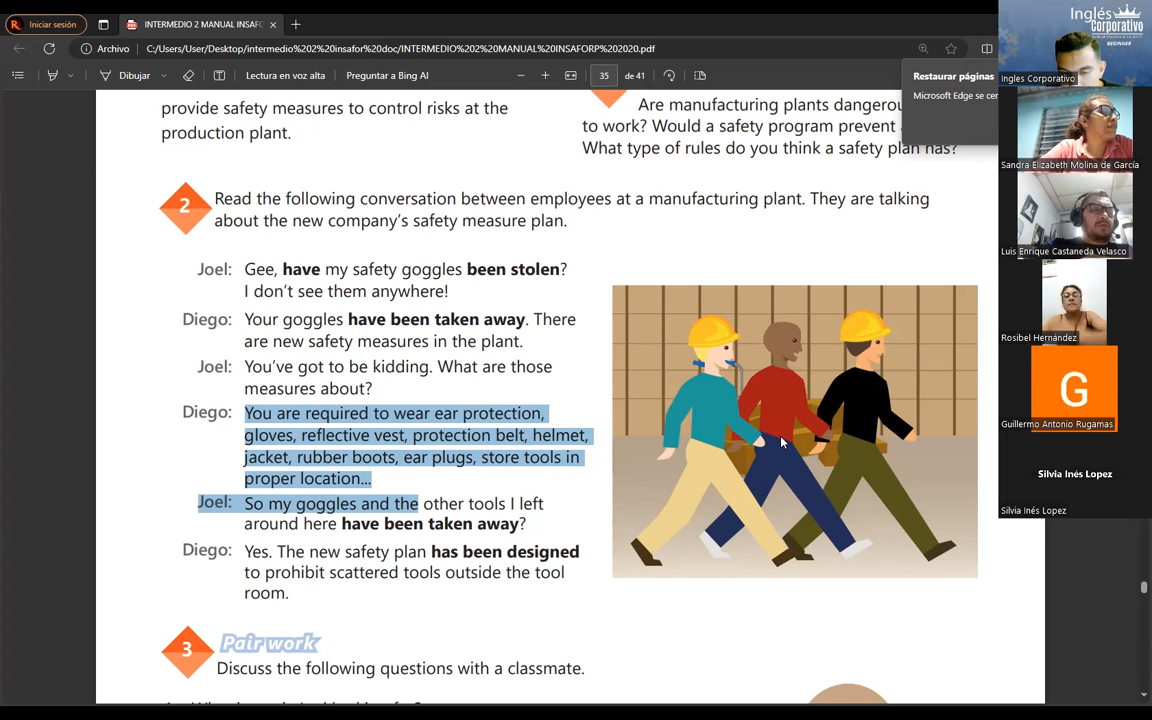 Iniciar sesión
INTERMEDIO 2 MANUAL INSAFO
Archivo
C:/Users/User/Desktop/intermedio%202%20insafor%20doc/INTERMEDIO%202%20MANUAL%20INSAFORP%202020.pdf
Dibujar
Lectura en voz alta
Preguntar a Bing AI
35 de 41
Restaurar páginas
Microsoft Edge se cer
provide safety measures to control risks at the
production plant.
Are manufacturing plants dangerou
to work? Would a safety program prevent
What type of rules do you think a safety plan has?
2
Read the following conversation between employees at a manufacturing plant. They are talking
about the new company's safety measure plan.
Joel: Gee, have my safety goggles been stolen?
I don't see them anywhere!
Diego: Your goggles have been taken away. There
are new safety measures in the plant.
Joel: You've got to be kidding. What are those
measures about?
Diego: You are required to wear ear protection,
gloves, reflective vest, protection belt, helmet,
jacket, rubber boots, ear plugs, store tools in
proper location...
Joel: So my goggles and the other tools I left
around here have been taken away?
Diego: Yes. The new safety plan has been designed
to prohibit scattered tools outside the tool
room.
3
Pair work
Discuss the following questions with a classmate.
Inglés
Corporativo
BEGINNER
Ingles Corporativo
Sandra Elizabeth Molina de García
Luis Enrique Castaneda Velasco
Rosibel Hernández
G
Guillermo Antonio Rugamas
Silvia Inés Lopez
Silvia Inés Lopez